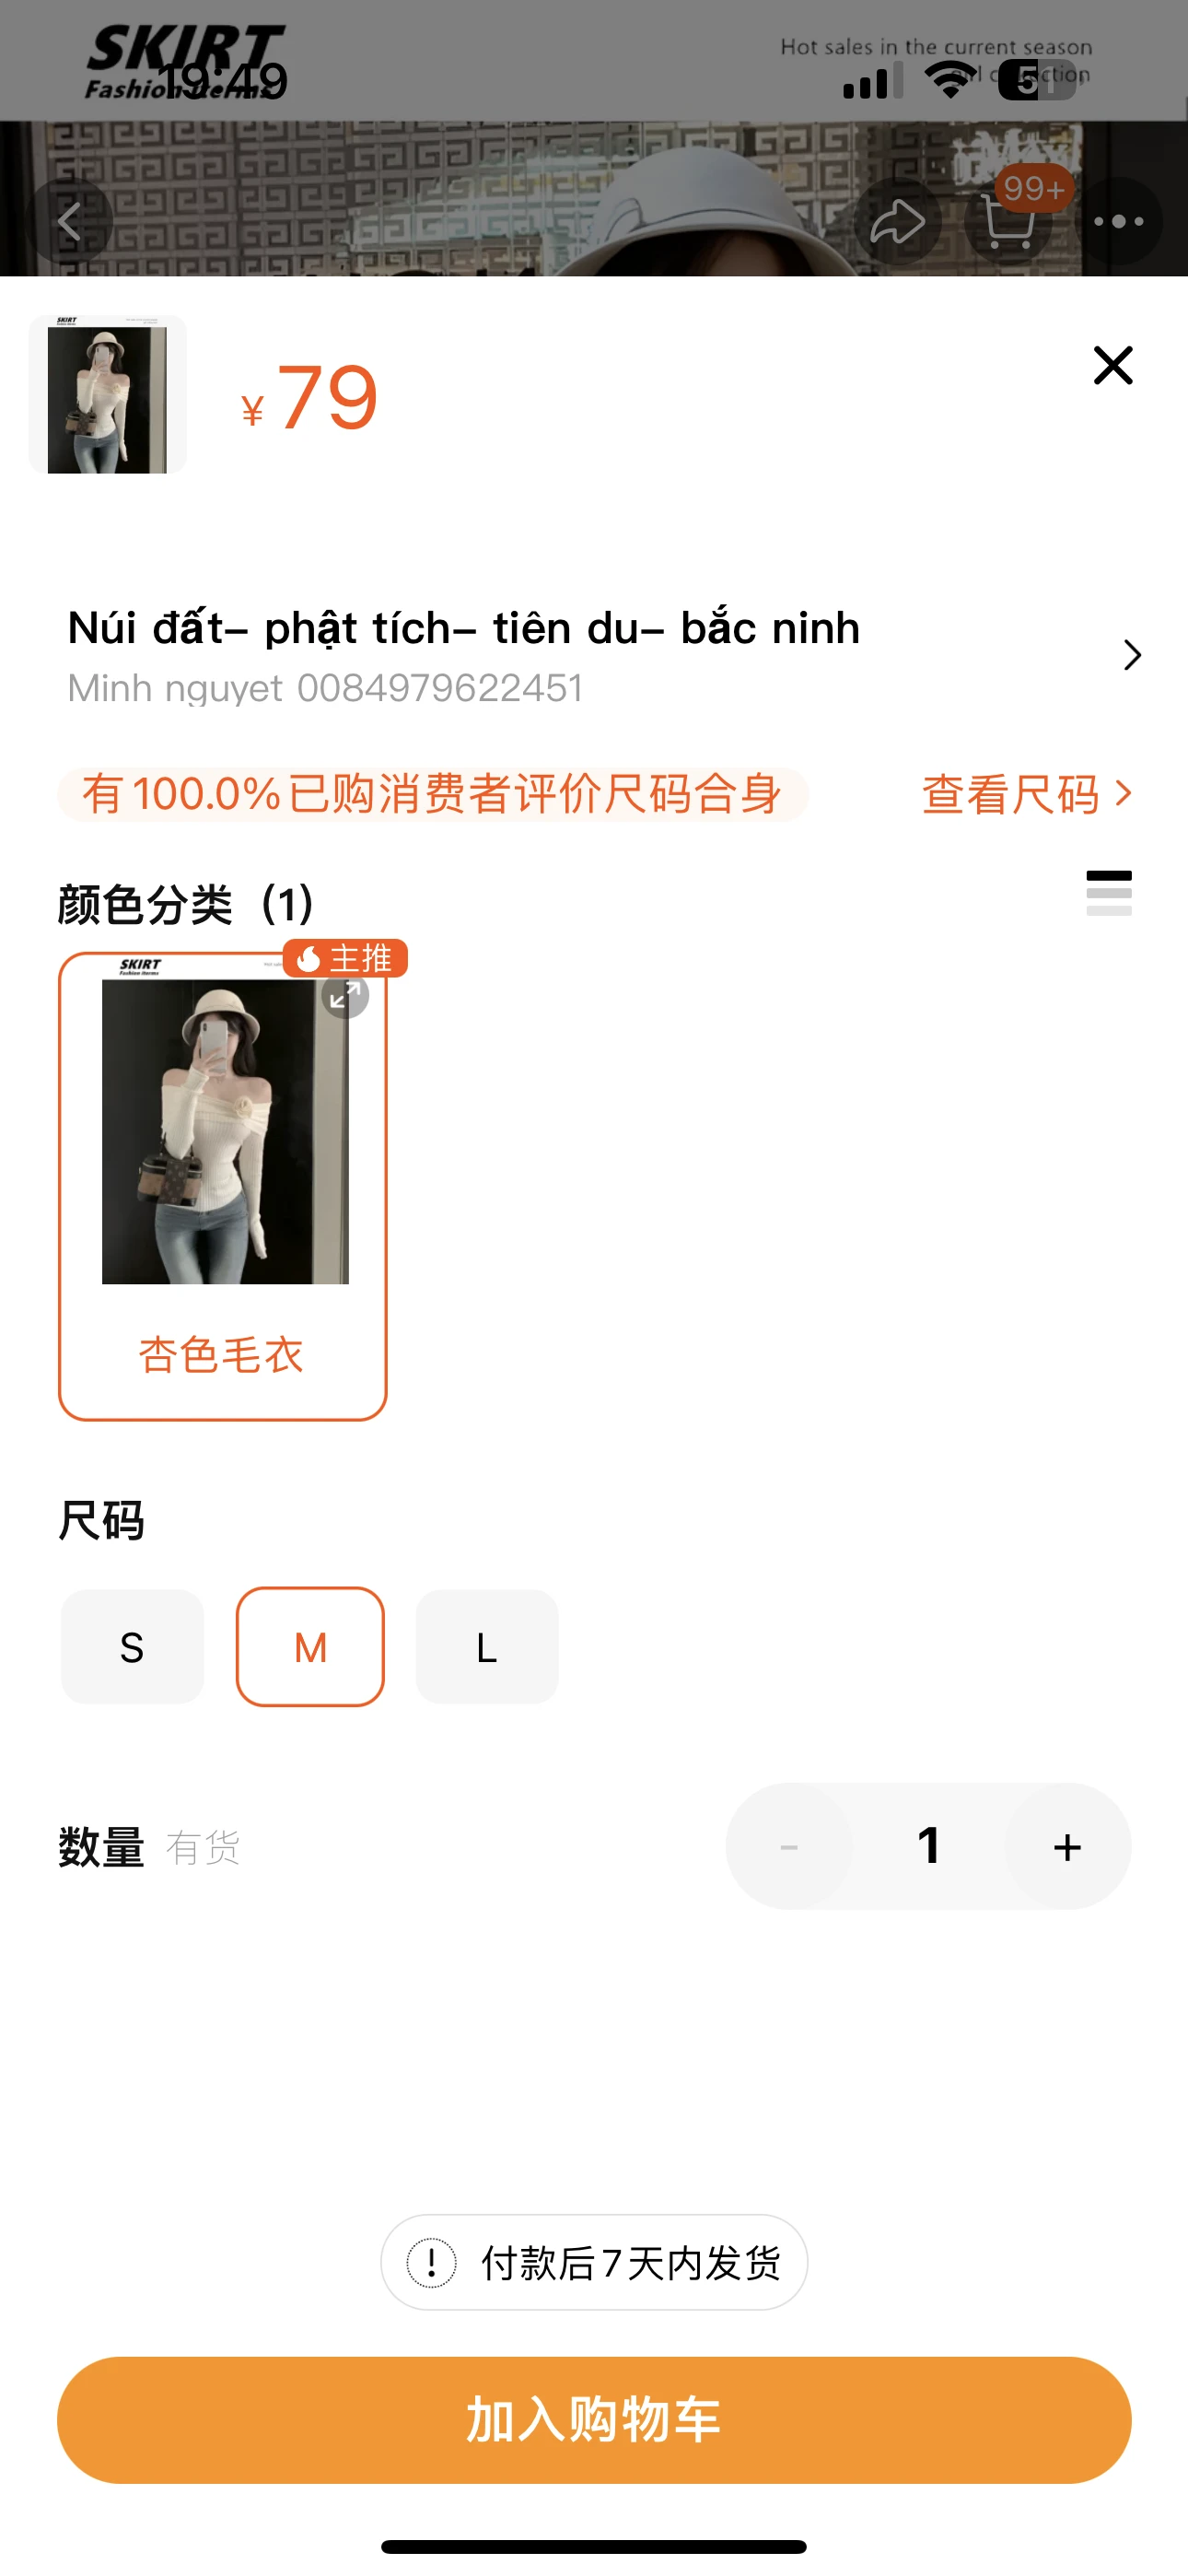 SKIRT
Hot sales in the current season
19:49
99+
SKIRT
¥79
Núi đất– phật tích– tiên du– bắc ninh
Minh nguyet 0084979622451
有100.0%已购消费者评价尺码合身
查看尺码
颜色分类（1）
主推
SKIRT
Fashion Iterms
杏色毛衣
尺码
S
M
L
数量 有货
- 1 +
付款后7天内发货
加入购物车